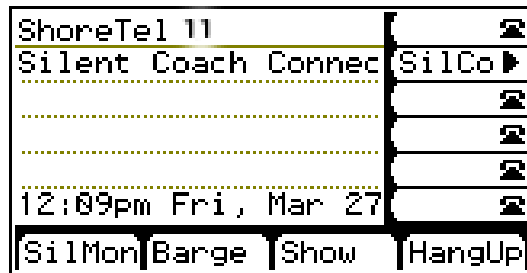 ShoreTel 11
Silent Coach Connec SilCo
12:09pm Fri, Mar 27
SilMon Barge Show HangUp